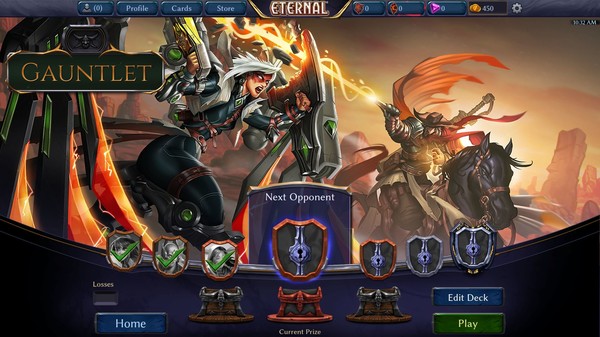 (0)
Profile
Cards
Store
ETERNAL
0
0
0
450
10:32 AM
GAUNTLET
Next Opponent
Losses
Edit Deck
Home
Play
Current Prize